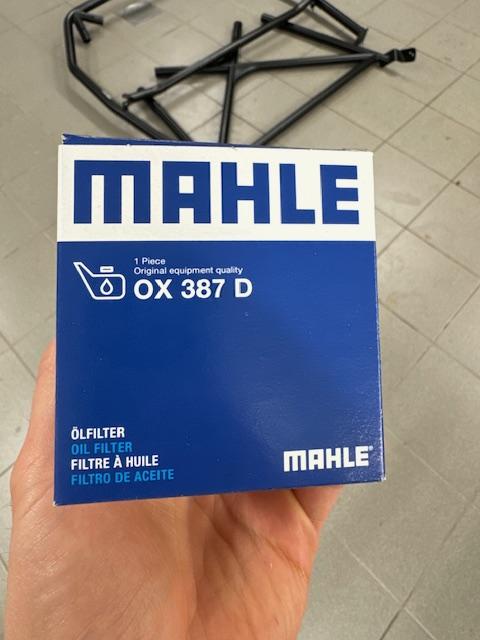 MAHLE
1 Piece
Original equipment quality
OX 387 D
ÖLFILTER
OIL FILTER
FILTRE À HUILE
FILTRO DE ACEITE
MAHLE®